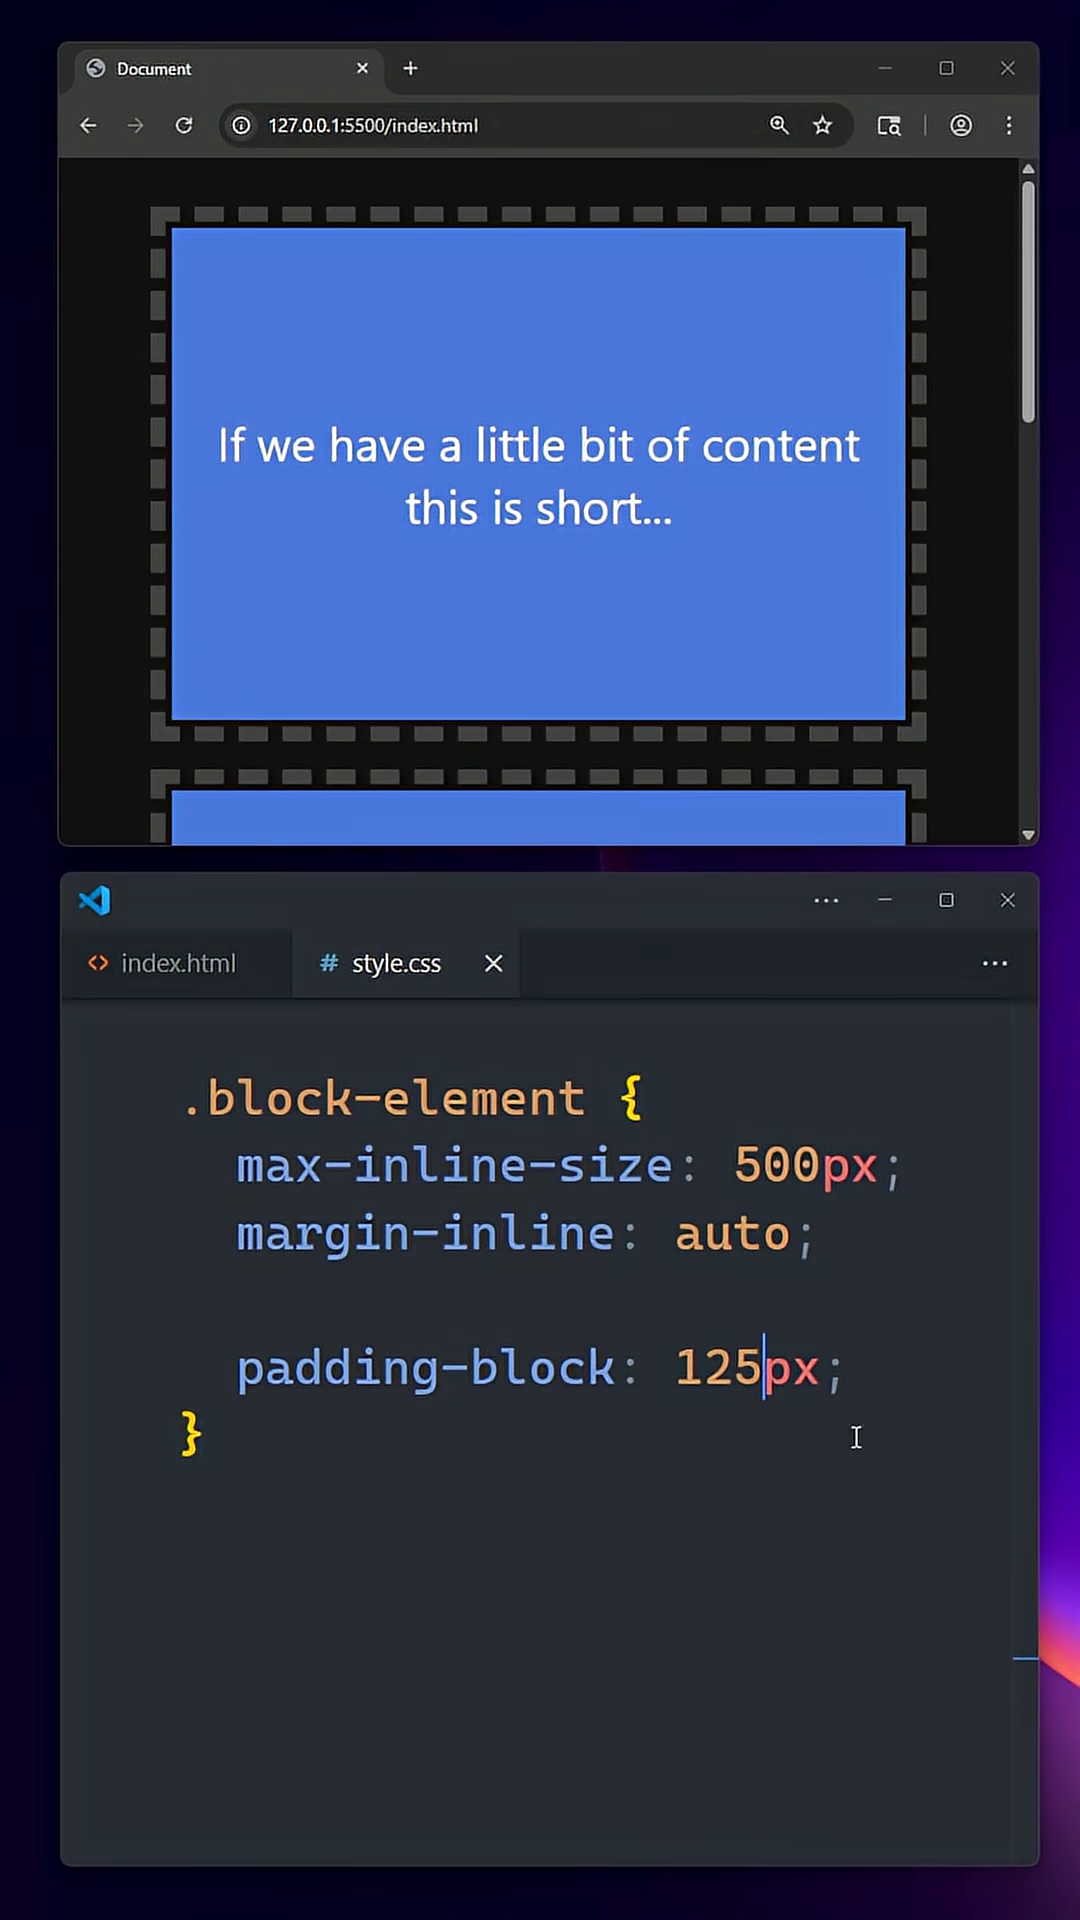 Document
127.0.0.1:5500/index.html
If we have a little bit of content
this is short...
index.html
# style.css
.block-element {
max-inline-size: 500px;
margin-inline: auto;
padding-block: 125px;
}